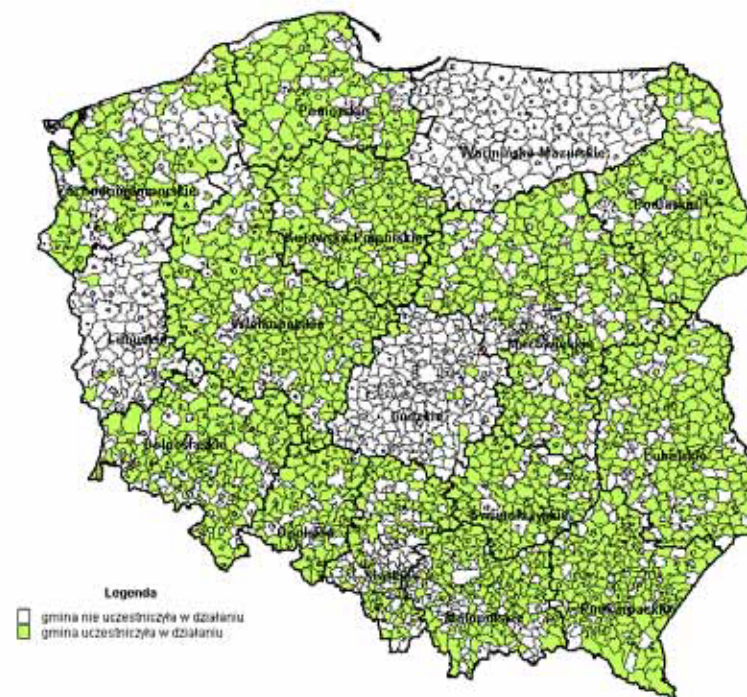 Pomorskie
Warmińsko-Mazurskie
Zachodniopomorskie
Podlaskie
Kujawsko-Pomorskie
Wielkopolskie
Mazowieckie
Lubuskie
Łódzkie
Dolnośląskie
Lubelskie
Świętokrzyskie
Opolskie
Śląskie
Małopolskie
Podkarpackie
Legenda
gmina nie uczestniczyła w działaniu
gmina uczestniczyła w działaniu